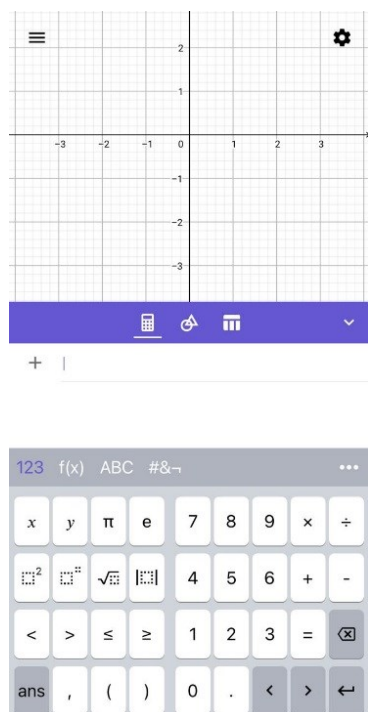 2
1
-3 -2 -1 0 1 2 3
-1
-2
-3
+
123 f(x) ABC #&¬ •••
x y π e 7 8 9 × ÷
² √ | | 4 5 6 + -
< > ≤ ≥ 1 2 3 =
ans , ( ) 0 . < >